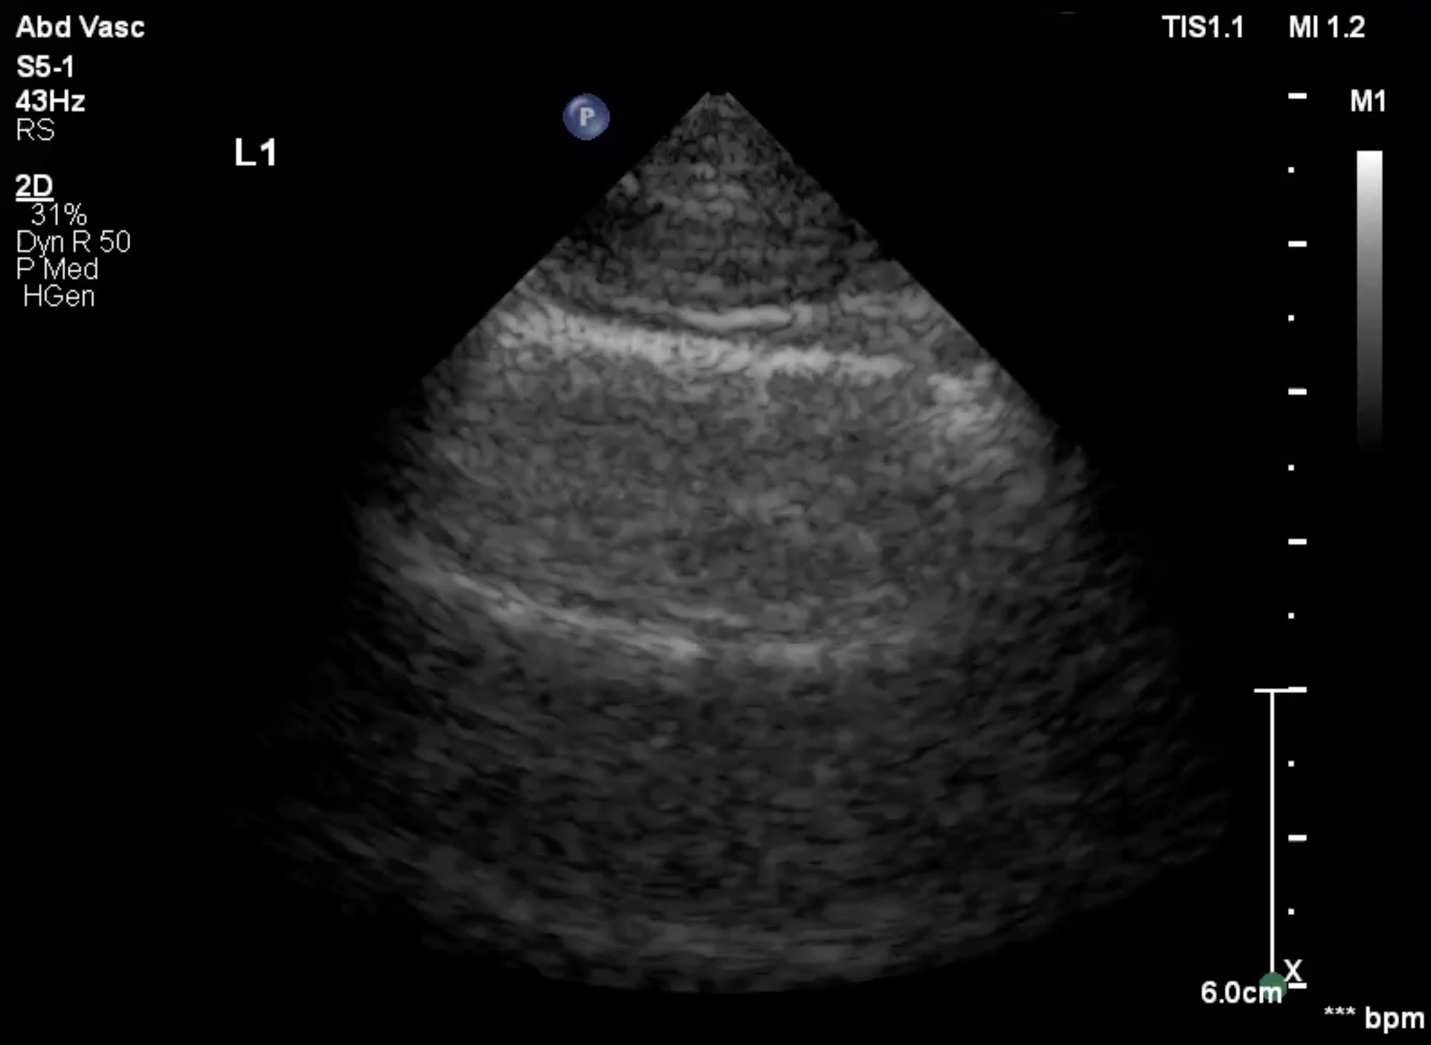 Abd Vasc
S5-1
43Hz
RS
2D
31%
Dyn R 50
P Med
HGen
L1
P
TIS1.1 MI 1.2
M1
X
6.0cm
*** bpm